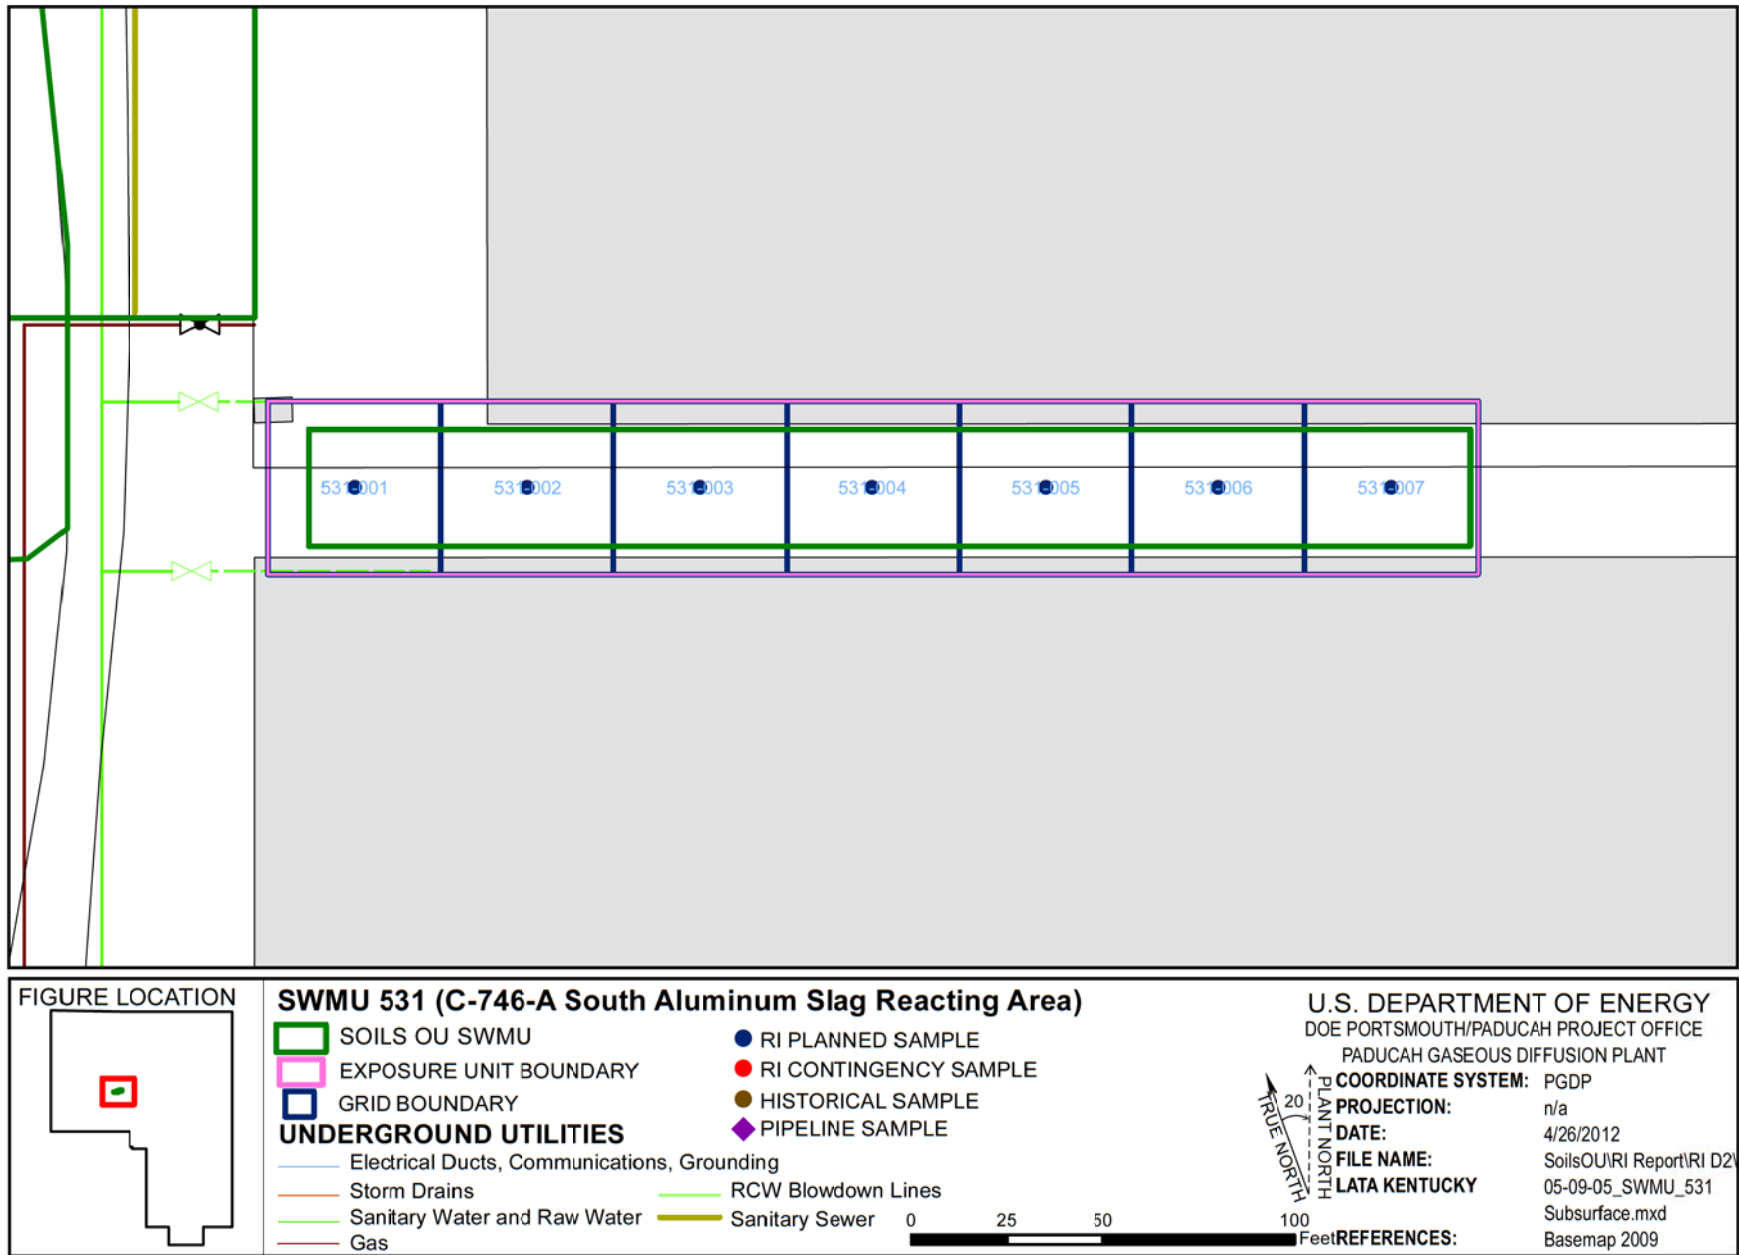 531-001 531-002 531-003 531-004 531-005 531-006 531-007
FIGURE LOCATION
SWMU 531 (C-746-A South Aluminum Slag Reacting Area)
SOILS OU SWMU
EXPOSURE UNIT BOUNDARY
GRID BOUNDARY
RI PLANNED SAMPLE
RI CONTINGENCY SAMPLE
HISTORICAL SAMPLE
PIPELINE SAMPLE
UNDERGROUND UTILITIES
Electrical Ducts, Communications, Grounding
Storm Drains
Sanitary Water and Raw Water
Gas
RCW Blowdown Lines
Sanitary Sewer
0 25 50 100
Feet
TRUE NORTH
20
PLANT NORTH
U.S. DEPARTMENT OF ENERGY
DOE PORTSMOUTH/PADUCAH PROJECT OFFICE
PADUCAH GASEOUS DIFFUSION PLANT
COORDINATE SYSTEM: PGDP
PROJECTION: n/a
DATE: 4/26/2012
FILE NAME: SoilsOU\RI Report\RI D2\
LATA KENTUCKY 05-09-05_SWMU_531
Subsurface.mxd
REFERENCES: Basemap 2009